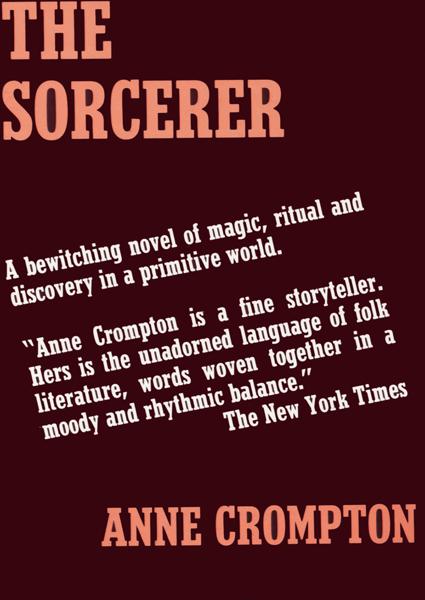 THE
SORCERER
A bewitching novel of magic, ritual and
discovery in a primitive world.
"Anne Crompton is a fine storyteller.
Hers is the unadorned language of folk
literature, words woven together in a
moody and rhythmic balance."
The New York Times
ANNE CROMPTON